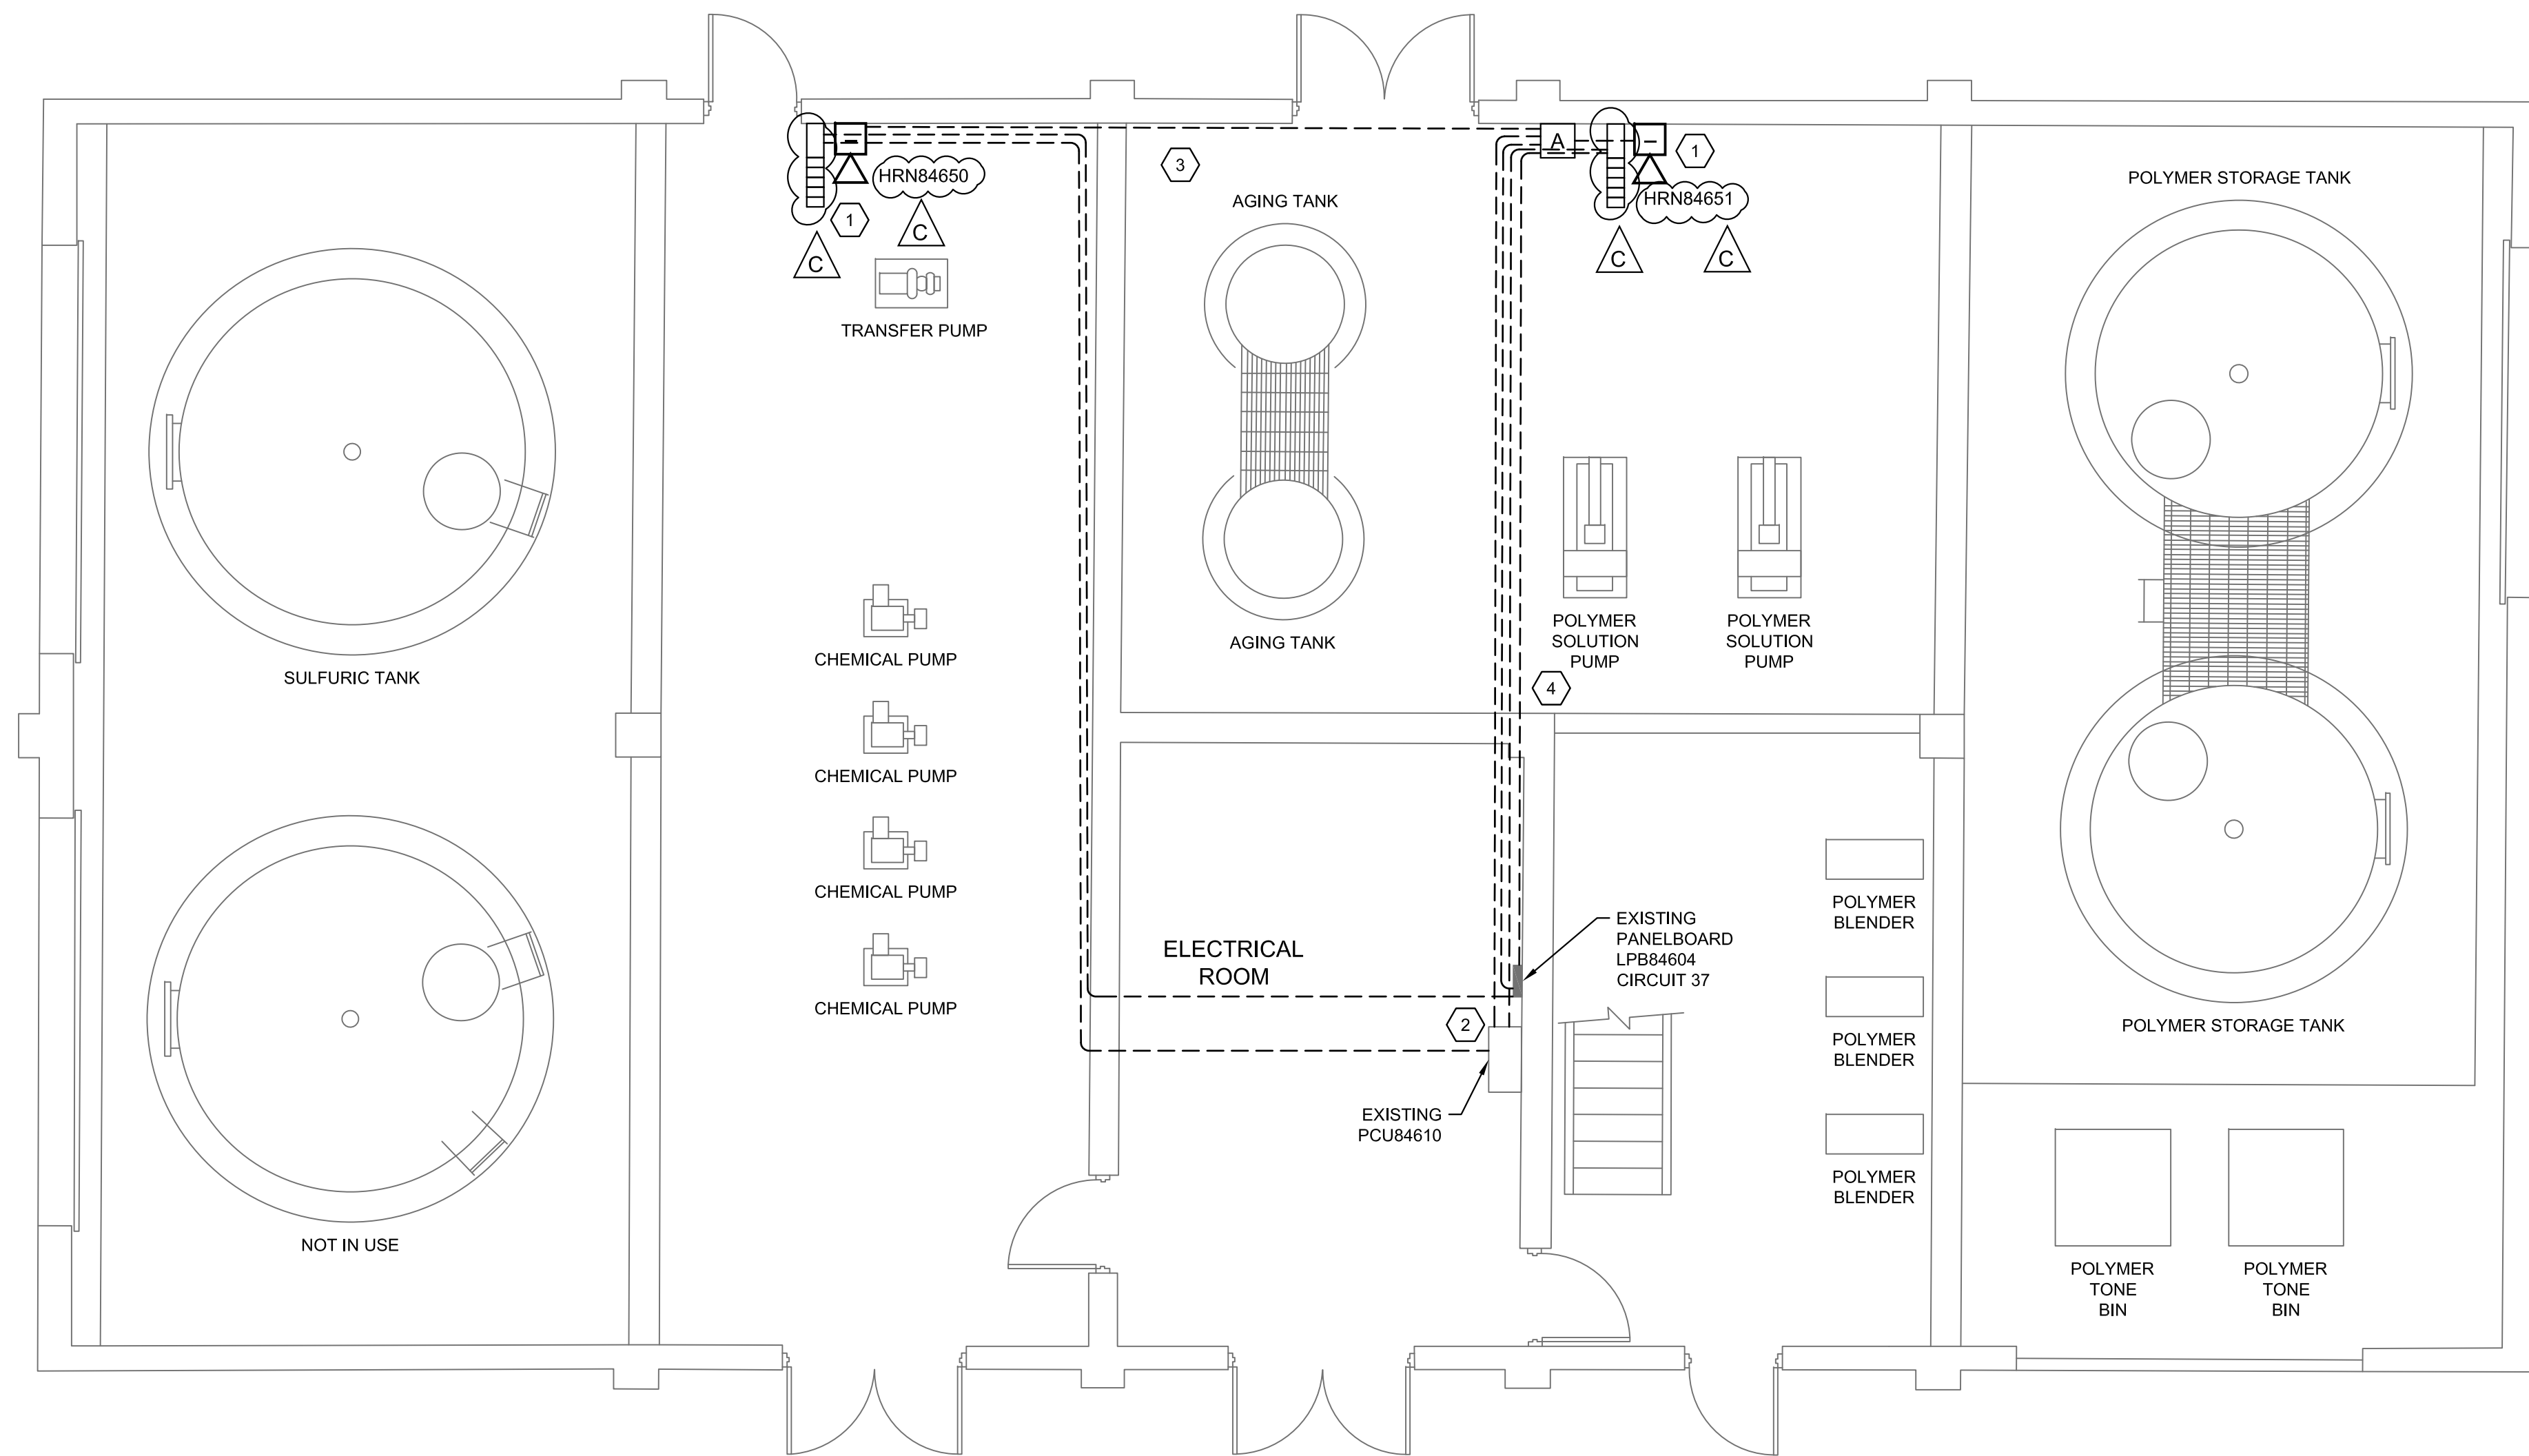 HRN84650
1
C
C
TRANSFER PUMP
3
AGING TANK
A
1
HRN84651
C
C
POLYMER STORAGE TANK
SULFURIC TANK
CHEMICAL PUMP
CHEMICAL PUMP
CHEMICAL PUMP
CHEMICAL PUMP
AGING TANK
POLYMER
SOLUTION
PUMP
POLYMER
SOLUTION
PUMP
4
ELECTRICAL
ROOM
EXISTING
PANELBOARD
LPB84604
CIRCUIT 37
2
EXISTING
PCU84610
POLYMER
BLENDER
POLYMER
BLENDER
POLYMER
BLENDER
POLYMER STORAGE TANK
NOT IN USE
POLYMER
TONE
BIN
POLYMER
TONE
BIN